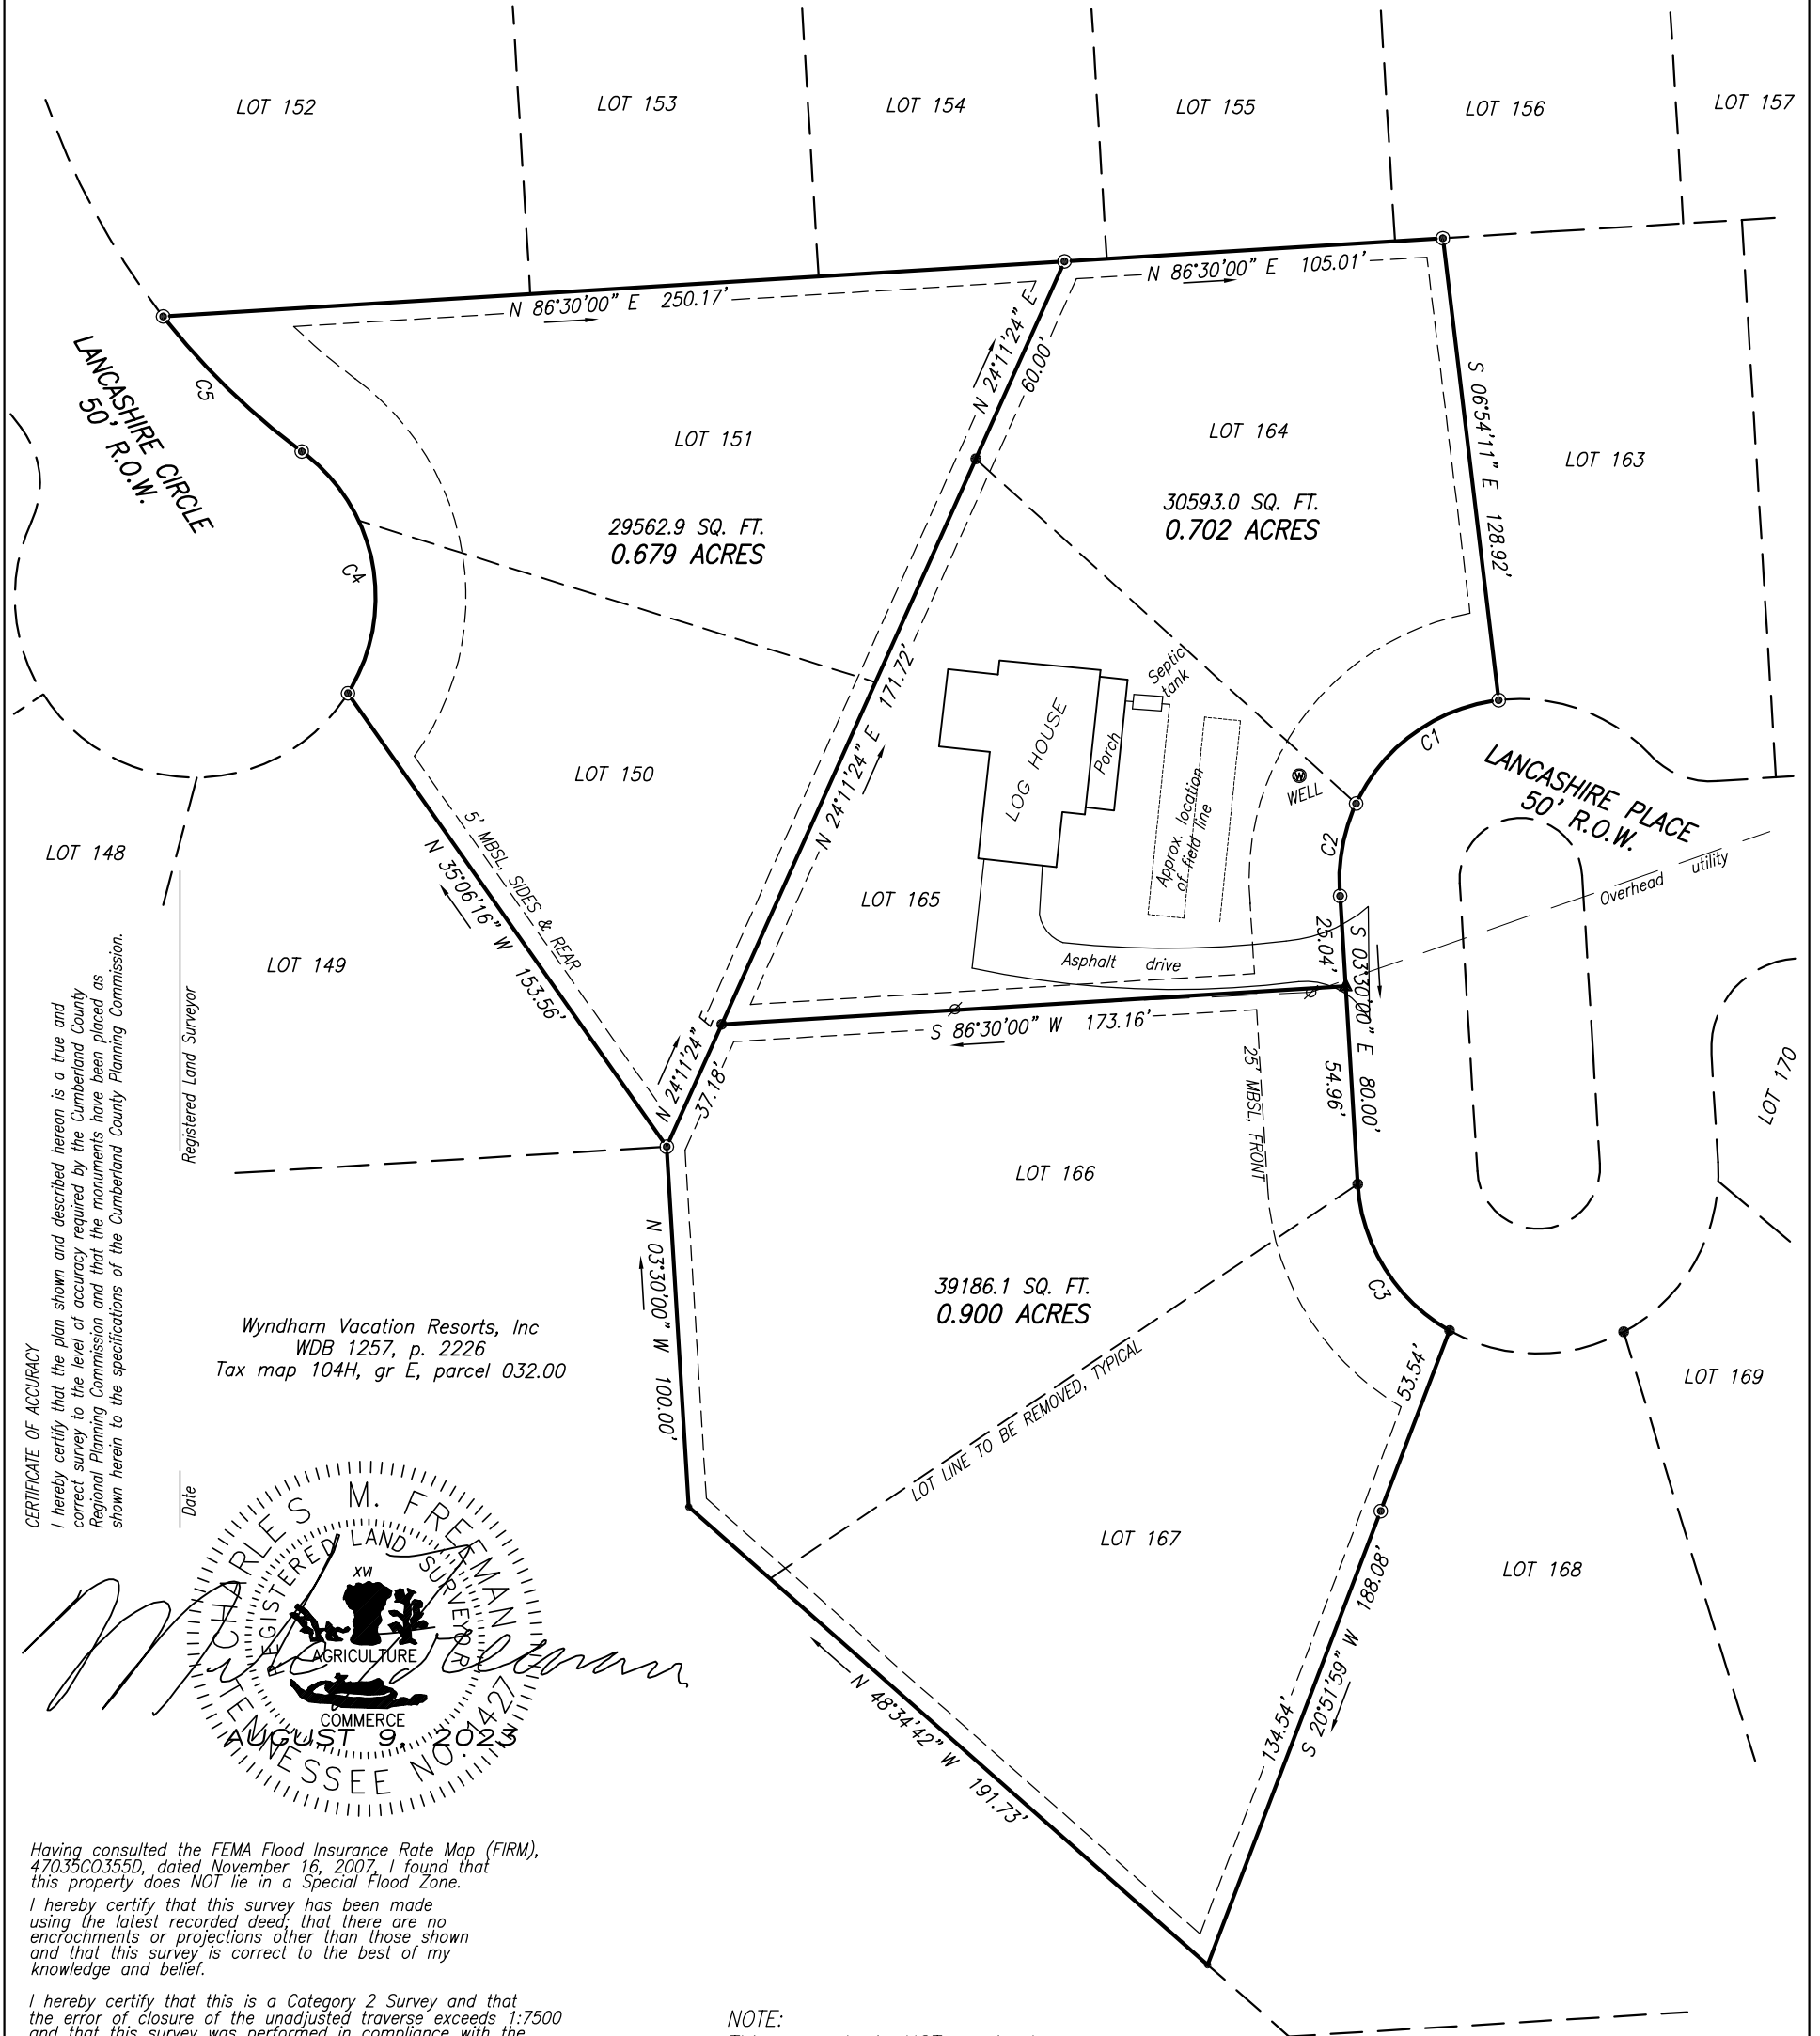 LOT 152
LOT 153
LOT 154
LOT 155
LOT 156
LOT 157
N 86°30'00" E 250.17'
N 86°30'00" E 105.01'
LANCASHIRE CIRCLE
50' R.O.W.
C5
N 24°11'24" E
60.00'
S 06°54'11" E 128.92'
LOT 151
LOT 164
LOT 163
29562.9 SQ. FT.
0.679 ACRES
30593.0 SQ. FT.
0.702 ACRES
C4
N 24°11'24" E 171.72'
Septic
tank
LOG HOUSE
Porch
Approx. location
of field line
WELL
W
C1
C2
LANCASHIRE PLACE
50' R.O.W.
Overhead utility
LOT 150
LOT 148
5' MBSL, SIDES & REAR
N 35°06'16" W 153.56'
LOT 165
LOT 149
Asphalt drive
25.04'
S 03°30'00" E 80.00'
54.96'
S 86°30'00" W 173.16'
N 24°11'24" E
37.18'
25' MBSL, FRONT
LOT 170
LOT 166
N 03°30'00" W 100.00'
39186.1 SQ. FT.
0.900 ACRES
C3
Wyndham Vacation Resorts, Inc
WDB 1257, p. 2226
Tax map 104H, gr E, parcel 032.00
LOT LINE TO BE REMOVED, TYPICAL
53.54'
LOT 169
LOT 167
LOT 168
S 20°51'59" W 188.08'
134.54'
N 48°34'42" W 191.73'
CERTIFICATE OF ACCURACY
I hereby certify that the plan shown and described hereon is a true and
correct survey to the level of accuracy required by the Cumberland County
Regional Planning Commission and that the monuments have been placed as
shown herein to the specifications of the Cumberland County Planning Commission.
Registered Land Surveyor
Date
CHARLES M. FREEMAN
REGISTERED LAND SURVEYOR
XVI
AGRICULTURE
COMMERCE
AUGUST 9, 2023
TENNESSEE NO. 1427
Having consulted the FEMA Flood Insurance Rate Map (FIRM),
47035C0355D, dated November 16, 2007, I found that
this property does NOT lie in a Special Flood Zone.
I hereby certify that this survey has been made
using the latest recorded deed; that there are no
encrochments or projections other than those shown
and that this survey is correct to the best of my
knowledge and belief.
I hereby certify that this is a Category 2 Survey and that
the error of closure of the unadjusted traverse exceeds 1:7500
and that this survey was performed in compliance with the
NOTE: